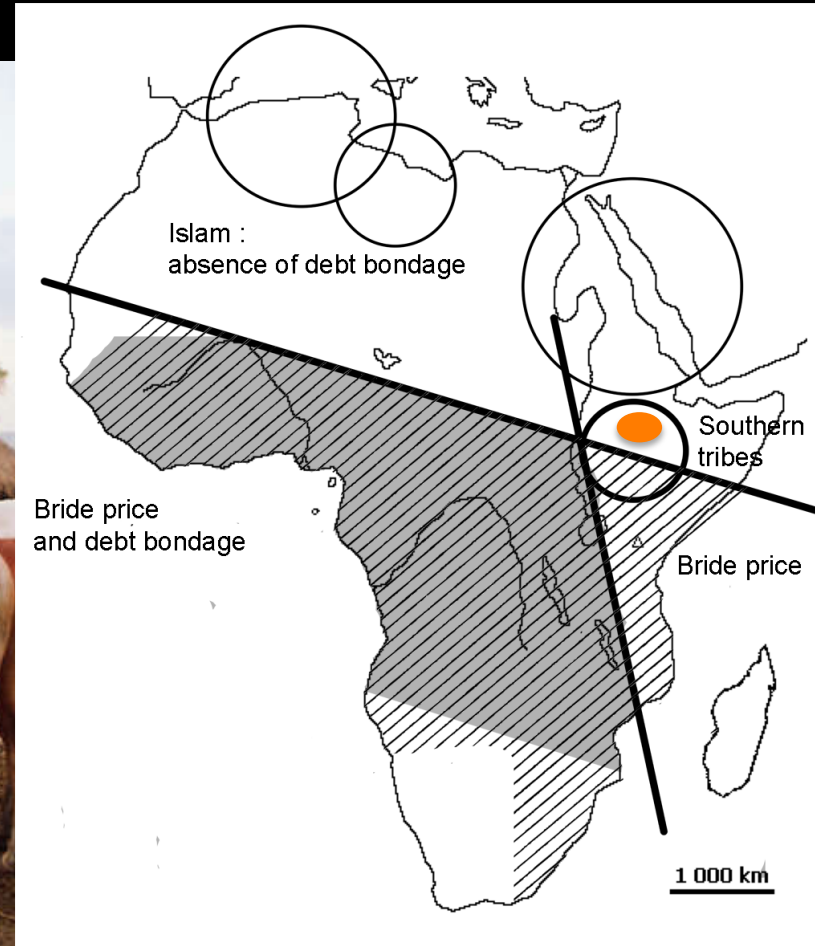 Islam :
absence of debt bondage
Southern
tribes
Bride price
and debt bondage
Bride price
1 000 km